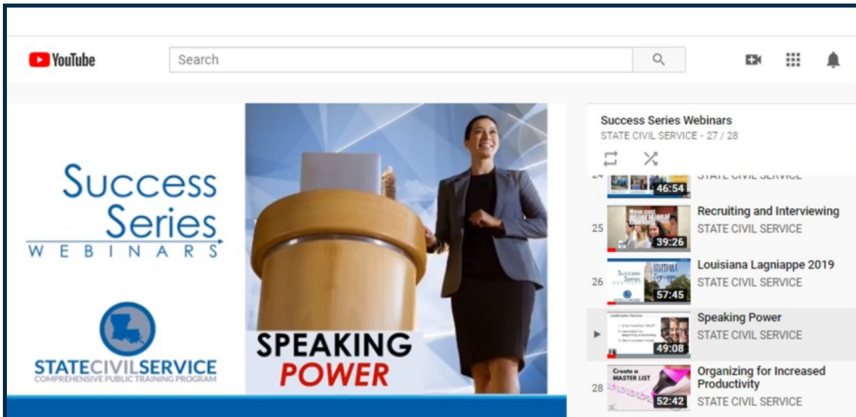 YouTube
Search
Success
Series
WEBINARS
STATECIVILSERVICE
COMPREHENSIVE PUBLIC TRAINING PROGRAM
SPEAKING
POWER
Success Series Webinars
STATE CIVIL SERVICE - 27 / 28
24
46:54
STATE CIVIL SERVICE
25
39:26
Recruiting and Interviewing
STATE CIVIL SERVICE
26
57:45
Louisiana Lagniappe 2019
STATE CIVIL SERVICE
49:08
Speaking Power
STATE CIVIL SERVICE
28
Create a
MASTER LIST
52:42
Organizing for Increased
Productivity
STATE CIVIL SERVICE